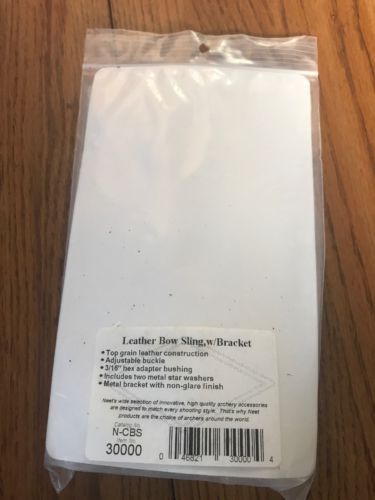 Leather Bow Sling,w/Bracket
• Top grain leather construction
• Adjustable buckle
• 3/16" hex adapter bushing
• Includes two metal star washers
• Metal bracket with non-glare finish
Neet's wide selection of innovative, high quality archery accessories
are designed to match every shooting style. That's why Neet
products are the choice of archers around the world.
Catalog No.
N-CBS
Item No.
30000
0 46821 30000 4